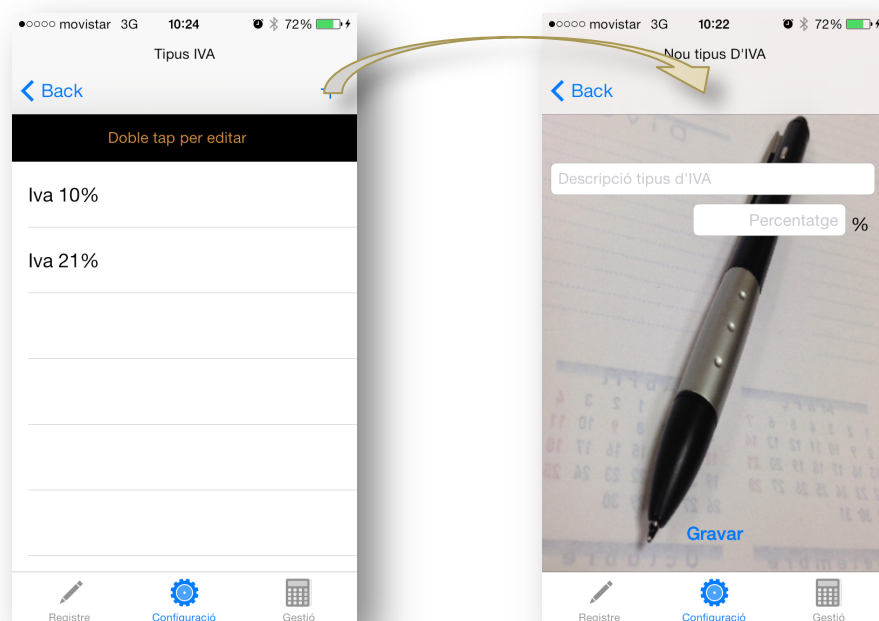 movistar 3G 10:24 72%
Tipus IVA
Back
+
Doble tap per editar
Iva 10%
Iva 21%
Registre Configuració Gestió
movistar 3G 10:22 72%
Nou tipus D'IVA
Back
Descripció tipus d'IVA
Percentatge %
Gravar
Registre Configuració Gestió